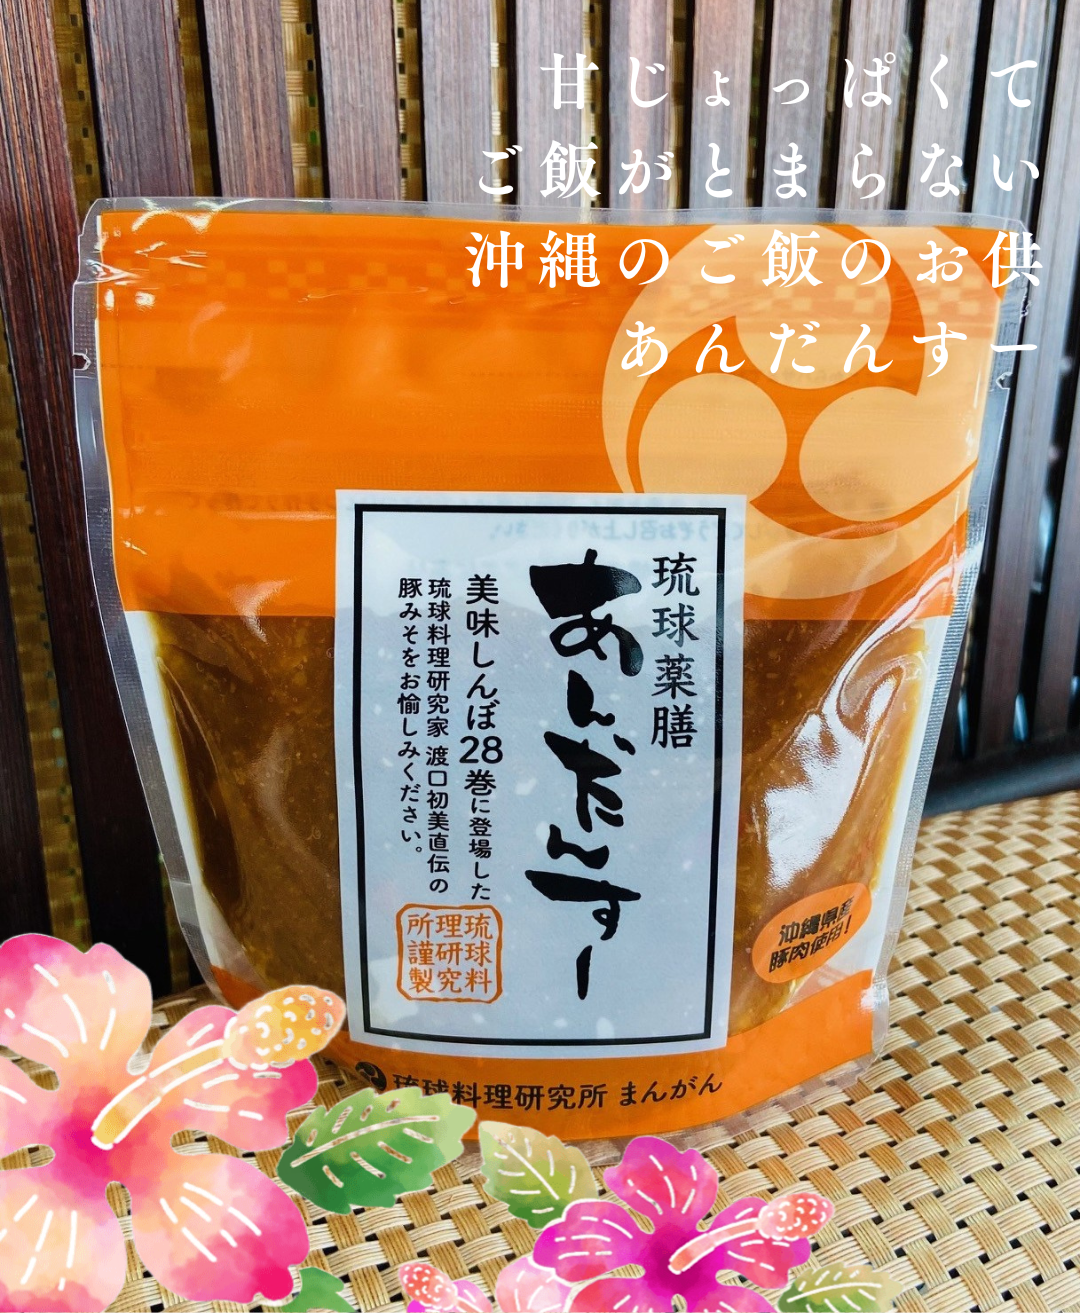 甘じょっぱくて
ご飯がとまらない
沖縄のご飯のお供
あんだんすー
琉球薬膳
あんだんすー
美味しんぼ28巻に登場した
琉球料理研究家 渡口初美直伝の
豚みそをお愉しみください。
琉球料
理研究
所謹製
沖縄県産
豚肉使用！
琉球料理研究所 まんがん